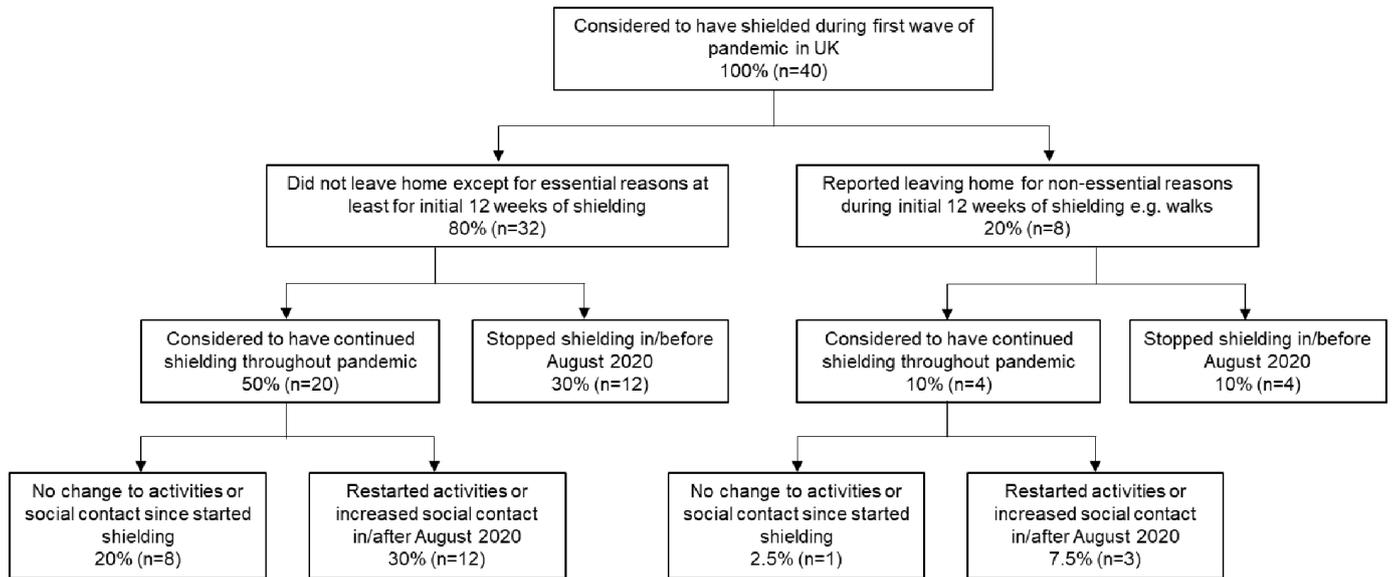 Considered to have shielded during first wave of
pandemic in UK
100% (n=40)
Did not leave home except for essential reasons at
least for initial 12 weeks of shielding
80% (n=32)
Reported leaving home for non-essential reasons
during initial 12 weeks of shielding e.g. walks
20% (n=8)
Considered to have continued
shielding throughout pandemic
50% (n=20)
Stopped shielding in/before
August 2020
30% (n=12)
Considered to have continued
shielding throughout pandemic
10% (n=4)
Stopped shielding in/before
August 2020
10% (n=4)
No change to activities or
social contact since started
shielding
20% (n=8)
Restarted activities or
increased social contact
in/after August 2020
30% (n=12)
No change to activities or
social contact since started
shielding
2.5% (n=1)
Restarted activities or
increased social contact
in/after August 2020
7.5% (n=3)